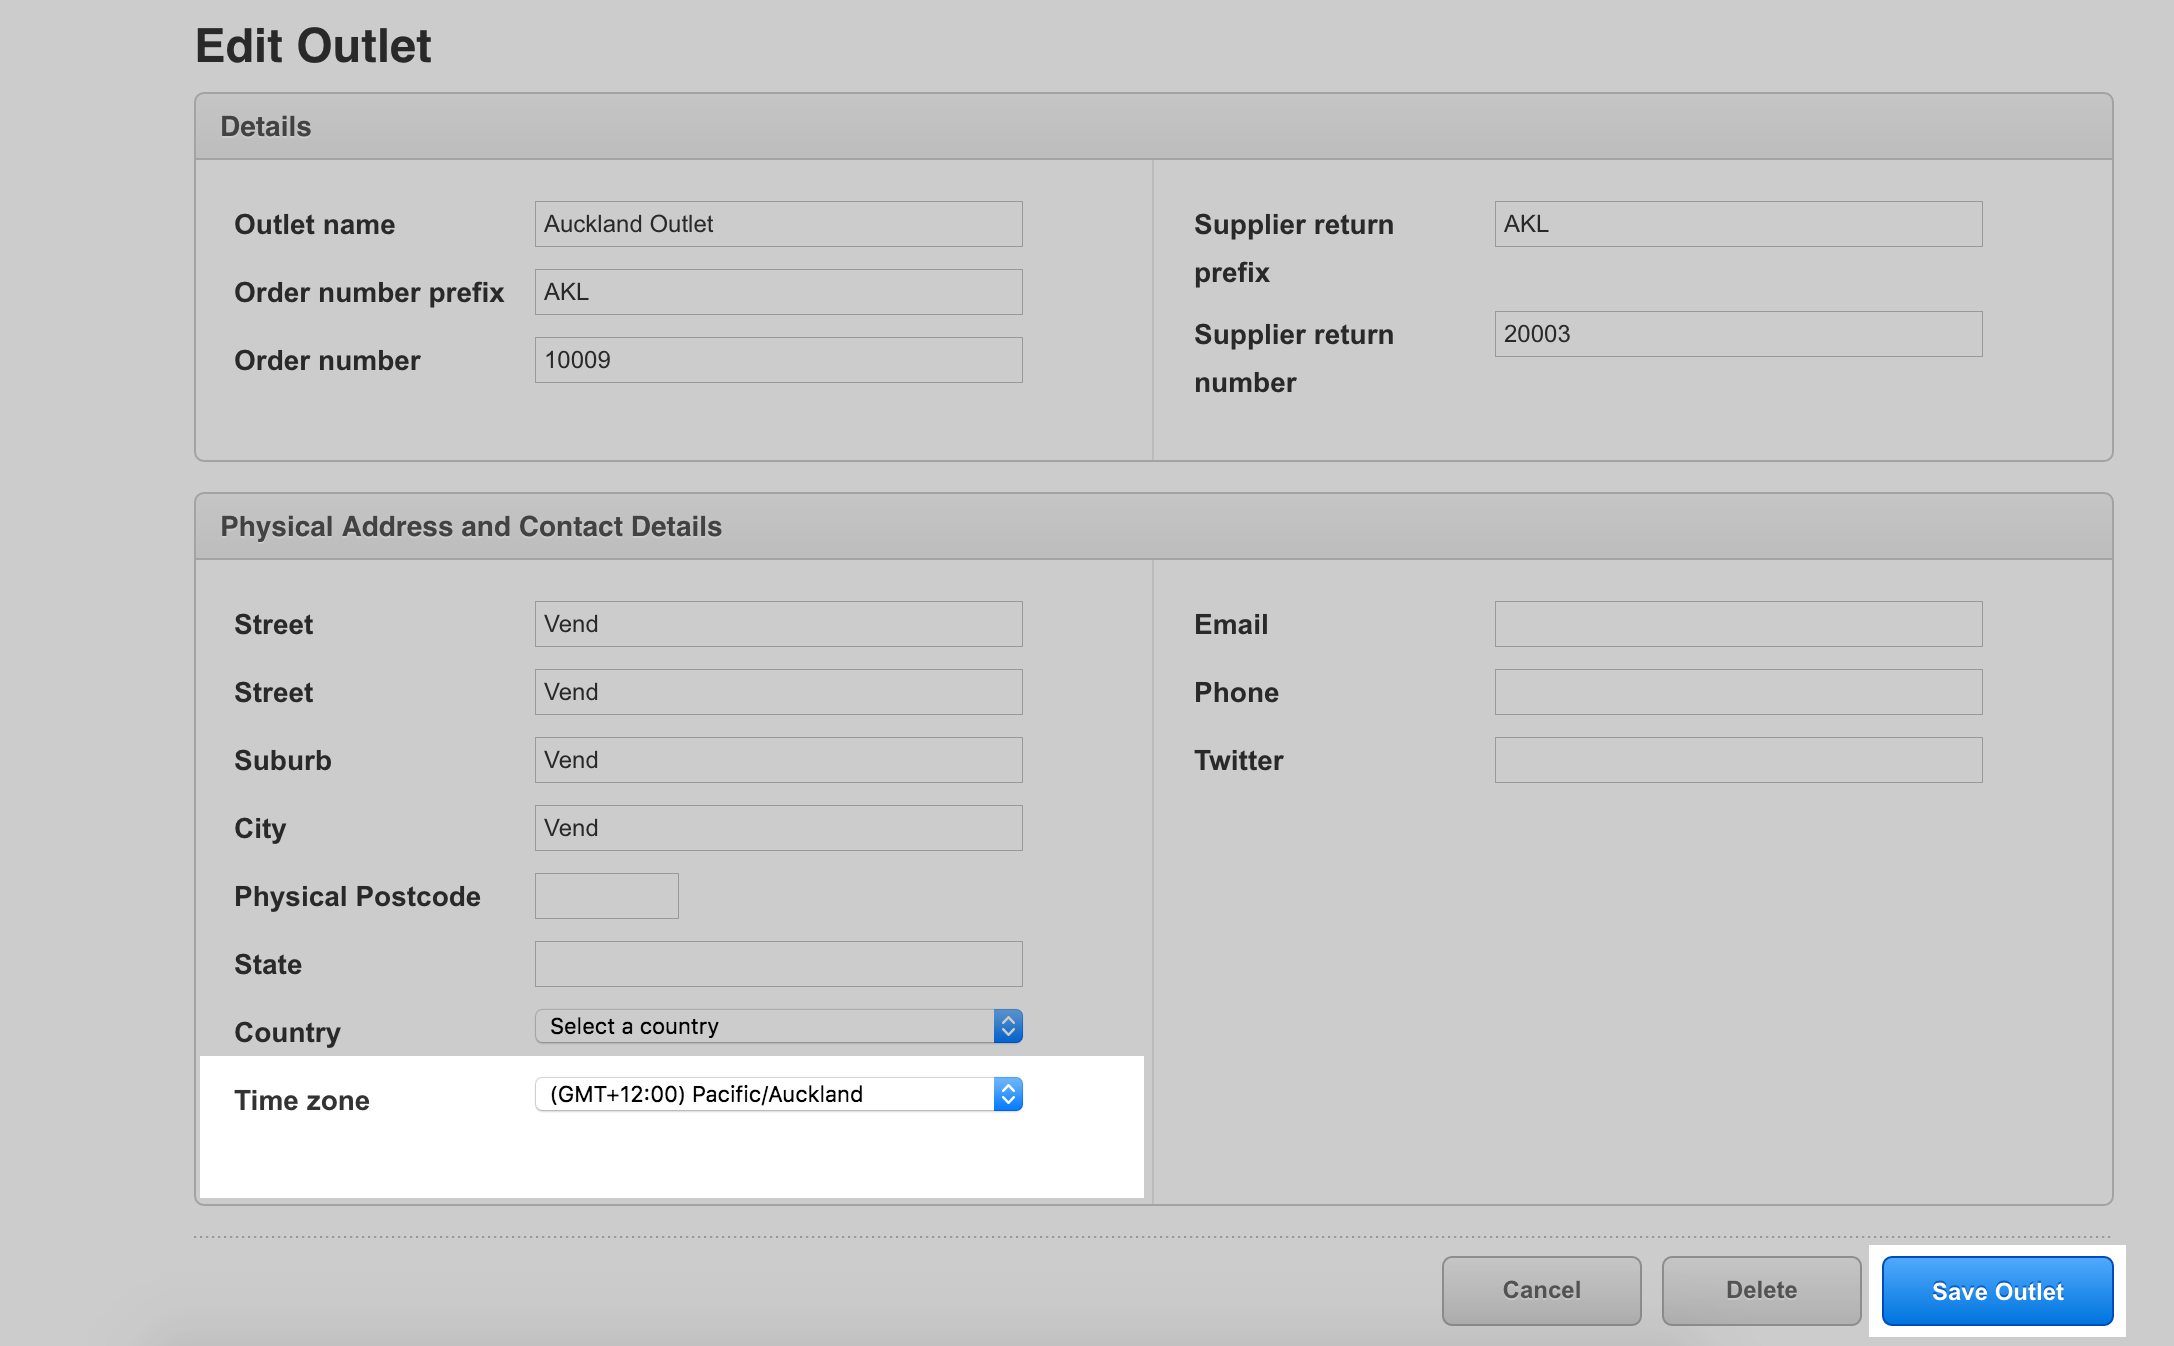 Edit Outlet
Details
Outlet name
Auckland Outlet
Order number prefix
AKL
Order number
10009
Supplier return
prefix
AKL
Supplier return
number
20003
Physical Address and Contact Details
Street
Vend
Street
Vend
Suburb
Vend
City
Vend
Physical Postcode
State
Country
Select a country
Time zone
(GMT+12:00) Pacific/Auckland
Email
Phone
Twitter
Cancel
Delete
Save Outlet